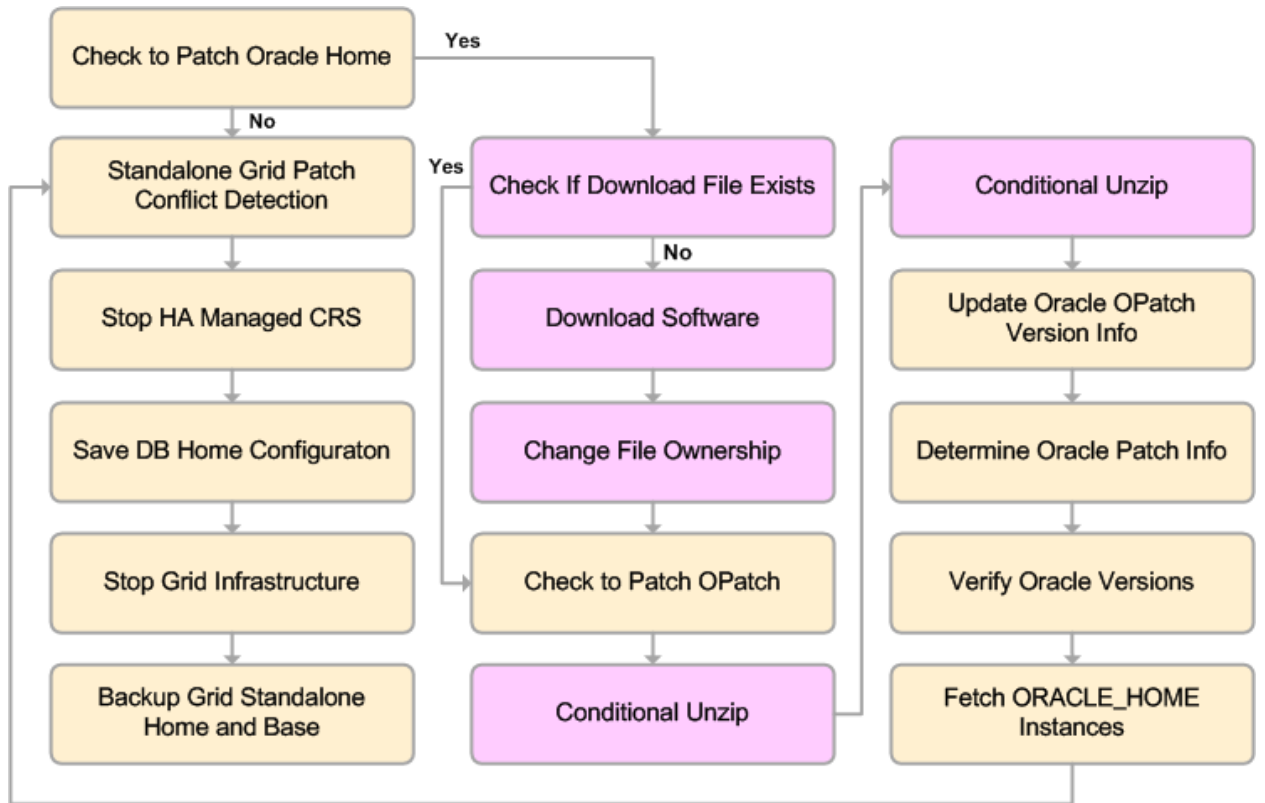 Check to Patch Oracle Home
Yes
No
Standalone Grid Patch
Conflict Detection
Stop HA Managed CRS
Save DB Home Configuraton
Stop Grid Infrastructure
Backup Grid Standalone
Home and Base
Yes
Check If Download File Exists
No
Download Software
Change File Ownership
Check to Patch OPatch
Conditional Unzip
Conditional Unzip
Update Oracle OPatch
Version Info
Determine Oracle Patch Info
Verify Oracle Versions
Fetch ORACLE_HOME
Instances